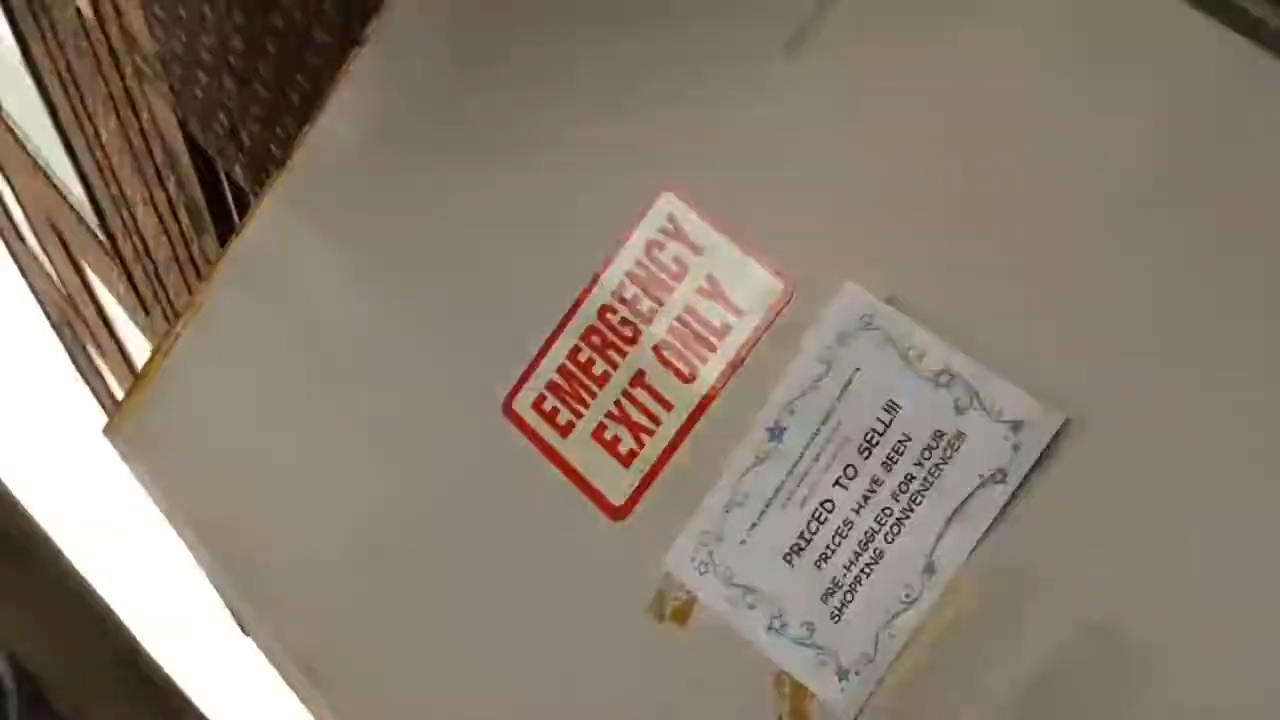 EMERGENCY
EXIT ONLY
PRICED TO SELL!!!
PRICES HAVE BEEN
PRE-HAGGLED FOR YOUR
SHOPPING CONVENIENCE!!!